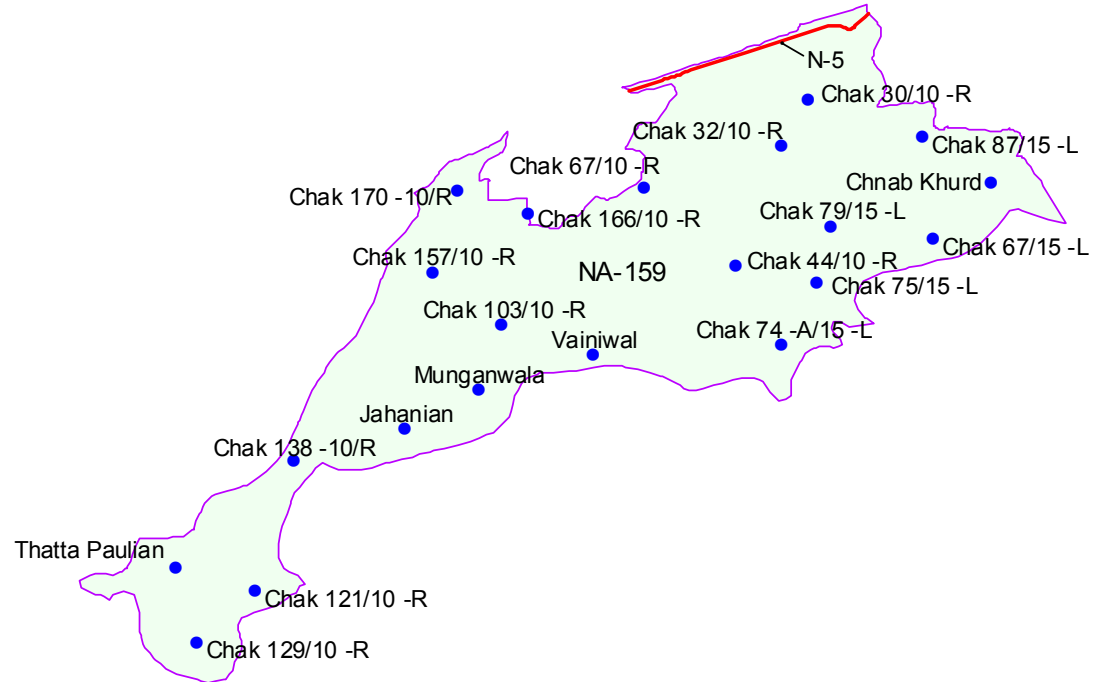 N-5
Chak 30/10 -R
Chak 32/10 -R
Chak 87/15 -L
Chak 67/10 -R
Chnab Khurd
Chak 170 -10/R
Chak 79/15 -L
Chak 166/10 -R
Chak 67/15 -L
Chak 157/10 -R
NA-159
Chak 44/10 -R
Chak 75/15 -L
Chak 103/10 -R
Chak 74 -A/15 -L
Vainiwal
Munganwala
Jahanian
Chak 138 -10/R
Thatta Paulian
Chak 121/10 -R
Chak 129/10 -R